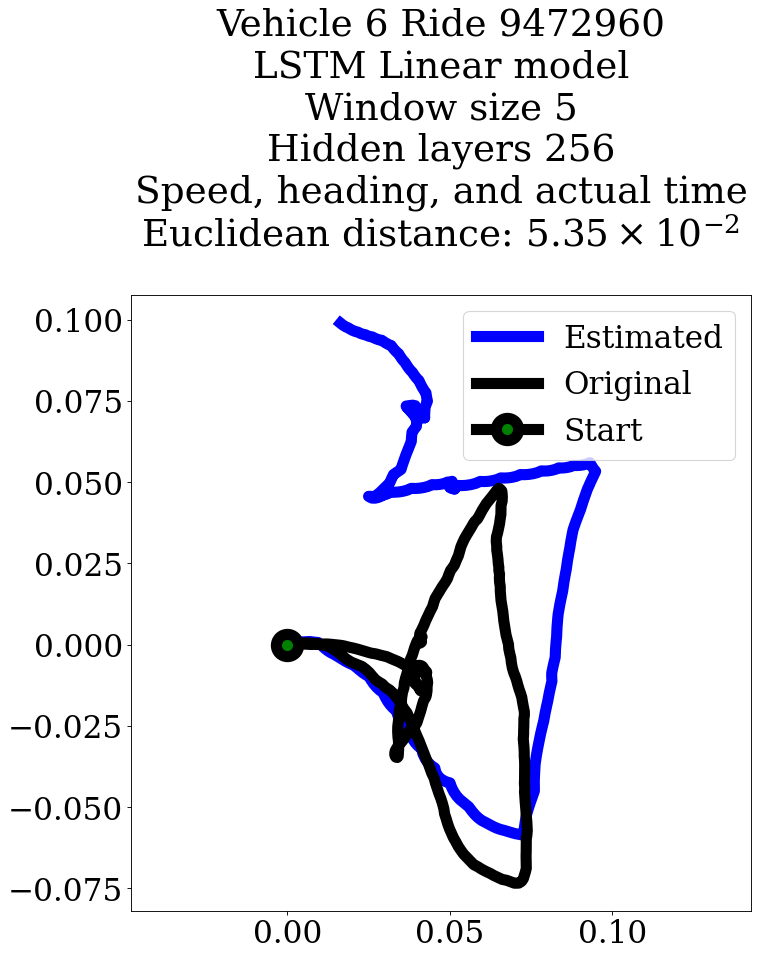 Vehicle 6 Ride 9472960
LSTM Linear model
Window size 5
Hidden layers 256
Speed, heading, and actual time
Euclidean distance: 5.35 × 10⁻²
Estimated
Original
Start
0.100
0.075
0.050
0.025
0.000
−0.025
−0.050
−0.075
0.00 0.05 0.10